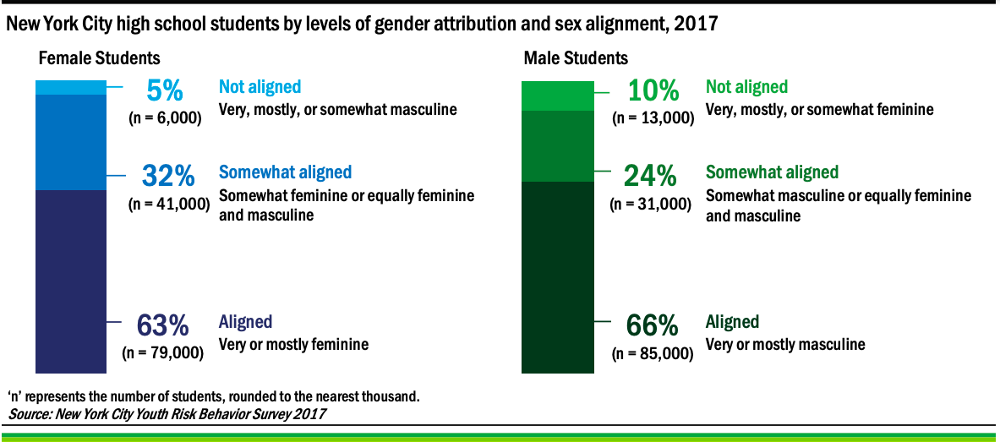 New York City high school students by levels of gender attribution and sex alignment, 2017
Female Students
5%
(n = 6,000)
Not aligned
Very, mostly, or somewhat masculine
32%
(n = 41,000)
Somewhat aligned
Somewhat feminine or equally feminine
and masculine
63%
(n = 79,000)
Aligned
Very or mostly feminine
Male Students
10%
(n = 13,000)
Not aligned
Very, mostly, or somewhat feminine
24%
(n = 31,000)
Somewhat aligned
Somewhat masculine or equally feminine
and masculine
66%
(n = 85,000)
Aligned
Very or mostly masculine
‘n’ represents the number of students, rounded to the nearest thousand.
Source: New York City Youth Risk Behavior Survey 2017